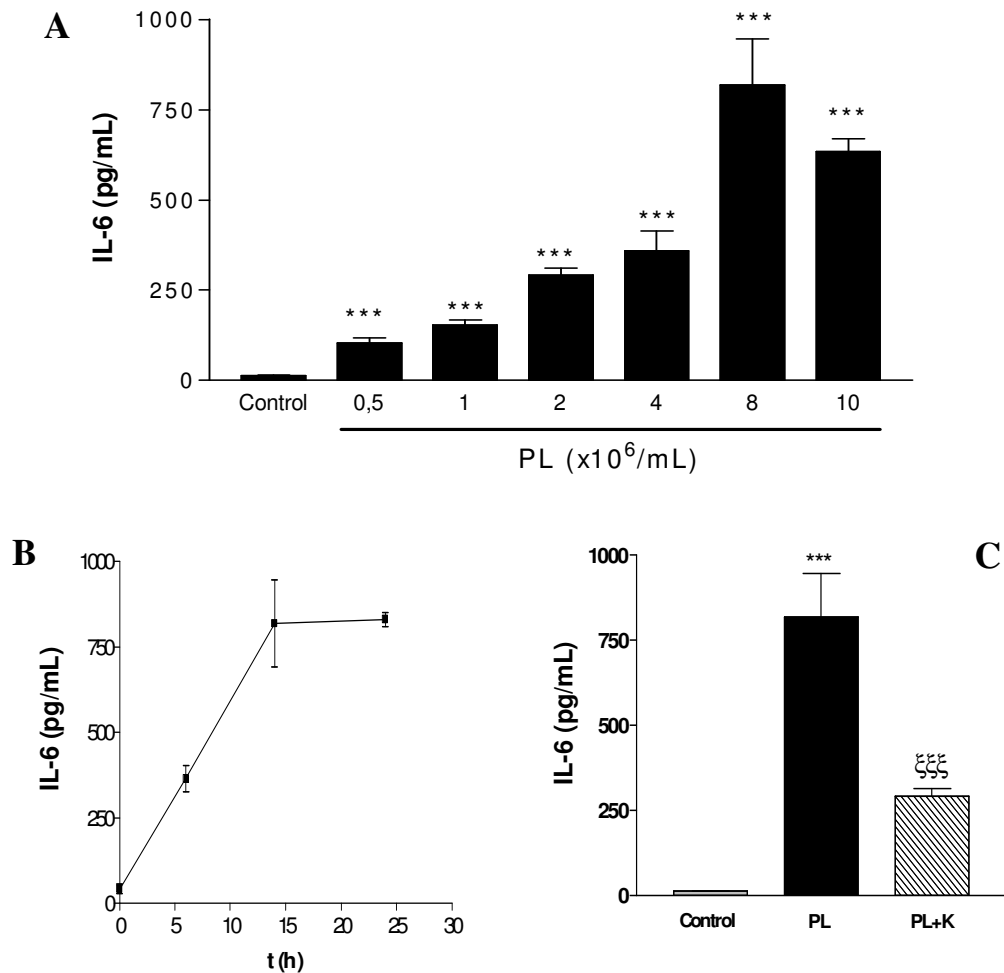 A
IL-6 (pg/mL)
1000
750
500
250
0
***
***
***
***
***
***
Control 0,5 1 2 4 8 10
PL (x10⁶/mL)
B
IL-6 (pg/mL)
1000
750
500
250
0
0 5 10 15 20 25 30
t(h)
C
IL-6 (pg/mL)
1000
750
500
250
0
***
ξξξ
Control PL PL+K